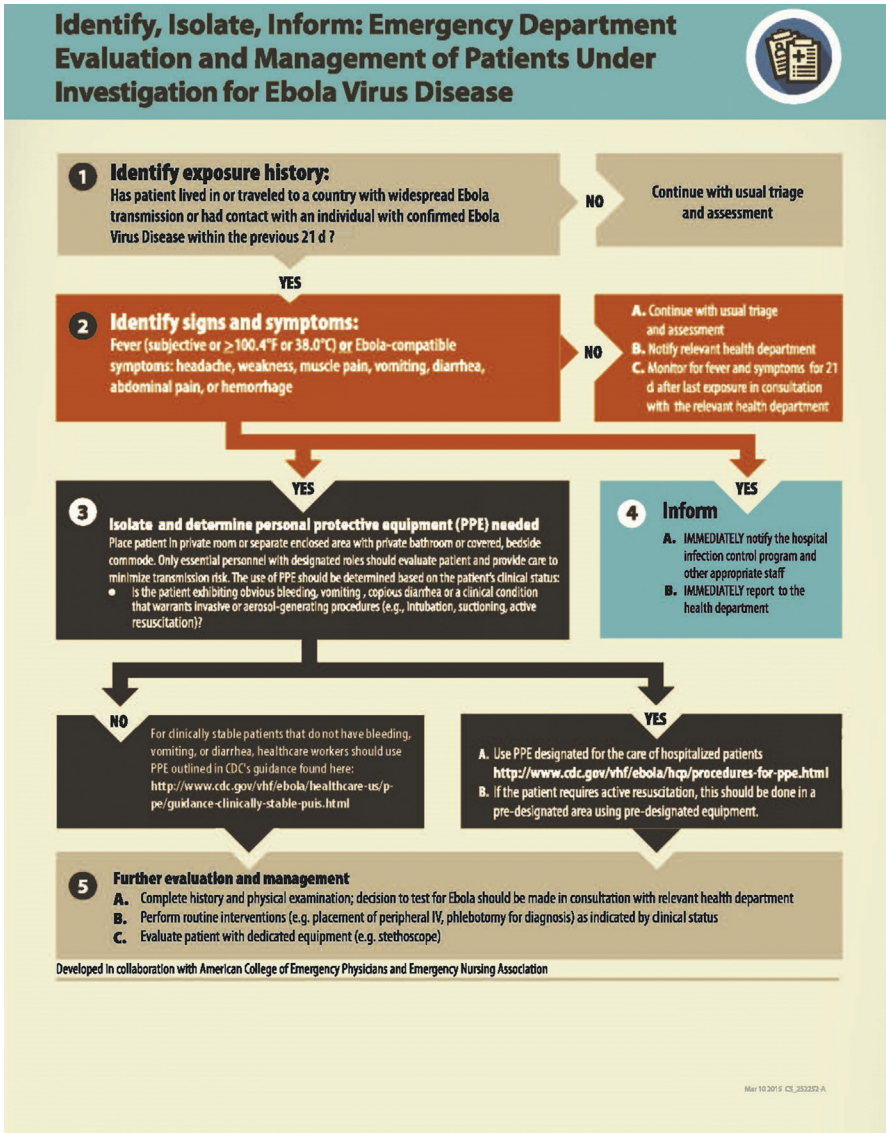 Identify, Isolate, Inform: Emergency Department
Evaluation and Management of Patients Under
Investigation for Ebola Virus Disease
1 Identify exposure history:
Has patient lived in or traveled to a country with widespread Ebola
transmission or had contact with an individual with confirmed Ebola
Virus Disease within the previous 21 d ?
NO
Continue with usual triage
and assessment
YES
2 Identify signs and symptoms:
Fever (subjective or ≥100.4°F or 38.0°C) or Ebola-compatible
symptoms: headache, weakness, muscle pain, vomiting, diarrhea,
abdominal pain, or hemorrhage
NO
A. Continue with usual triage
and assessment
B. Notify relevant health department
C. Monitor for fever and symptoms for 21
d after last exposure in consultation
with the relevant health department
YES
3 Isolate and determine personal protective equipment (PPE) needed
Place patient in private room or separate enclosed area with private bathroom or covered, bedside
commode. Only essential personnel with designated roles should evaluate patient and provide care to
minimize transmission risk. The use of PPE should be determined based on the patient's clinical status:
• Is the patient exhibiting obvious bleeding, vomiting , copious diarrhea or a clinical condition
that warrants invasive or aerosol-generating procedures (e.g., intubation, suctioning, active
resuscitation)?
YES
4 Inform
A. IMMEDIATELY notify the hospital
infection control program and
other appropriate staff
B. IMMEDIATELY report to the
health department
NO
For clinically stable patients that do not have bleeding,
vomiting, or diarrhea, healthcare workers should use
PPE outlined in CDC's guidance found here:
http://www.cdc.gov/vhf/ebola/healthcare-us/p-
pe/guidance-clinically-stable-puis.html
YES
A. Use PPE designated for the care of hospitalized patients
http://www.cdc.gov/vhf/ebola/hcp/procedures-for-ppe.html
B. If the patient requires active resuscitation, this should be done in a
pre-designated area using pre-designated equipment.
5 Further evaluation and management
A. Complete history and physical examination; decision to test for Ebola should be made in consultation with relevant health department
B. Perform routine interventions (e.g. placement of peripheral IV, phlebotomy for diagnosis) as indicated by clinical status
C. Evaluate patient with dedicated equipment (e.g. stethoscope)
Developed in collaboration with American College of Emergency Physicians and Emergency Nursing Association
Mar 10 2015 CS_252252-A